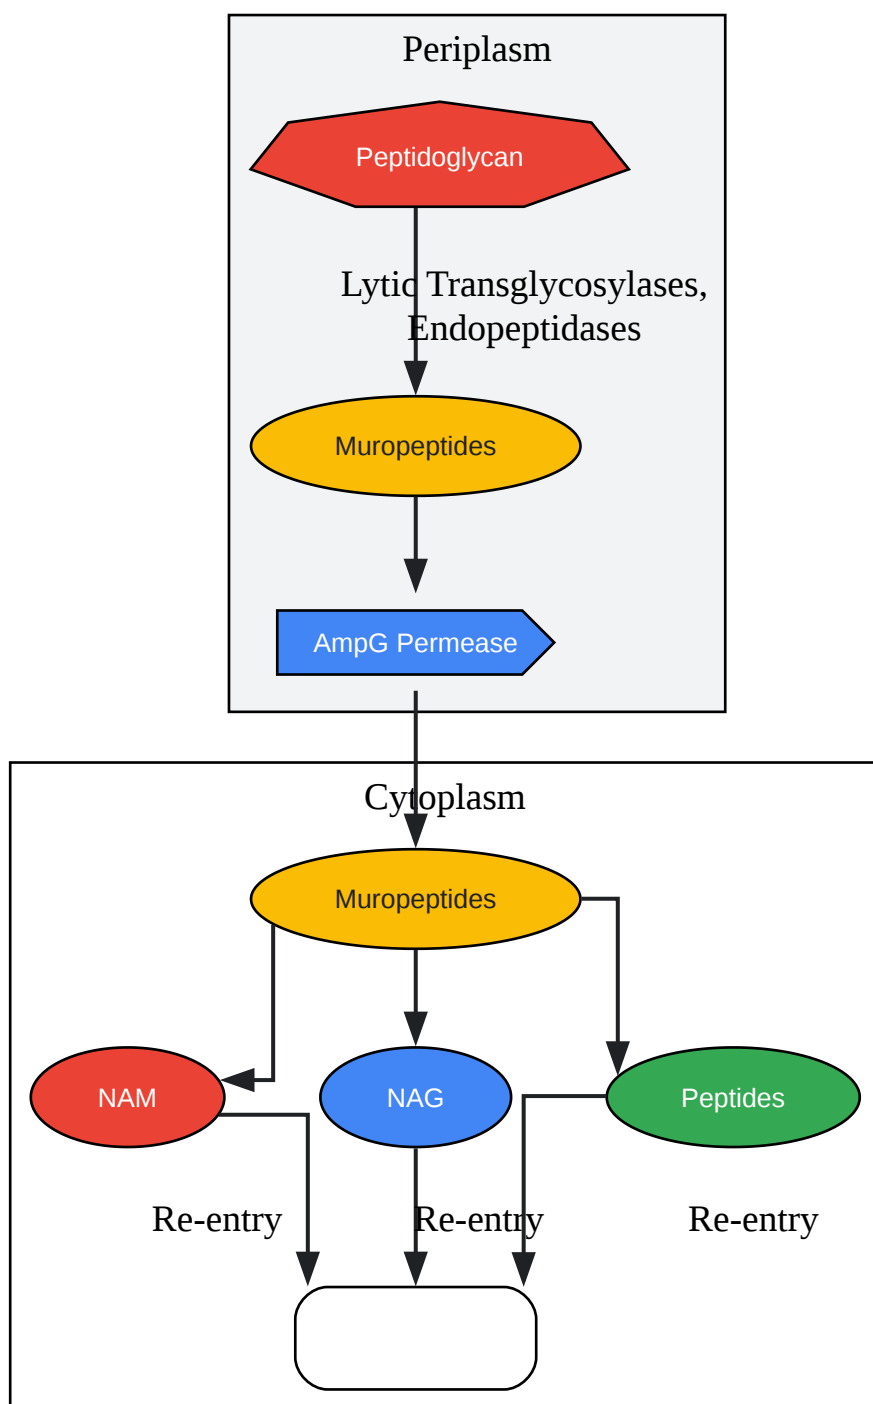 Periplasm
Peptidoglycan
Lytic Transglycosylases,
Endopeptidases
Muropeptides
AmpG Permease
Cytoplasm
Muropeptides
NAM
NAG
Peptides
Re-entry
Re-entry
Re-entry